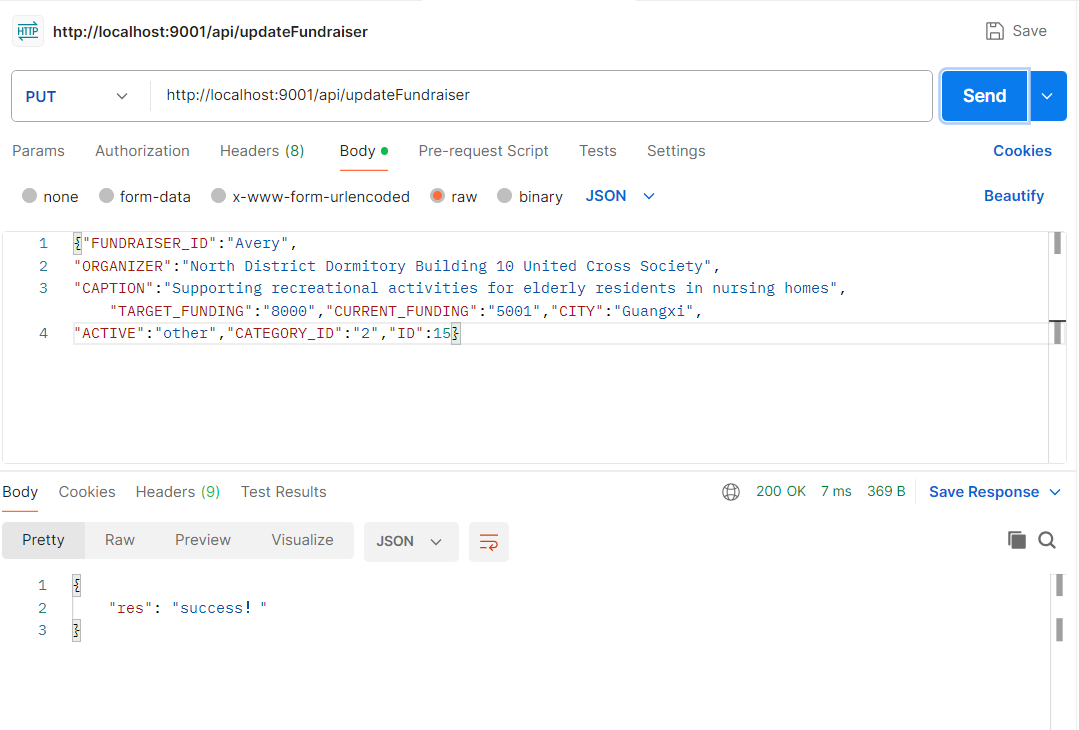 HTTP http://localhost:9001/api/updateFundraiser Save
PUT http://localhost:9001/api/updateFundraiser Send
Params Authorization Headers (8) Body Pre-request Script Tests Settings Cookies
none form-data x-www-form-urlencoded raw binary JSON Beautify
1 {"FUNDRAISER_ID":"Avery",
2 "ORGANIZER":"North District Dormitory Building 10 United Cross Society",
3 "CAPTION":"Supporting recreational activities for elderly residents in nursing homes",
"TARGET_FUNDING":"8000","CURRENT_FUNDING":"5001","CITY":"Guangxi",
4 "ACTIVE":"other","CATEGORY_ID":"2","ID":15}
Body Cookies Headers (9) Test Results 200 OK 7 ms 369 B Save Response
Pretty Raw Preview Visualize JSON
1 {
2 "res": "success！"
3 }